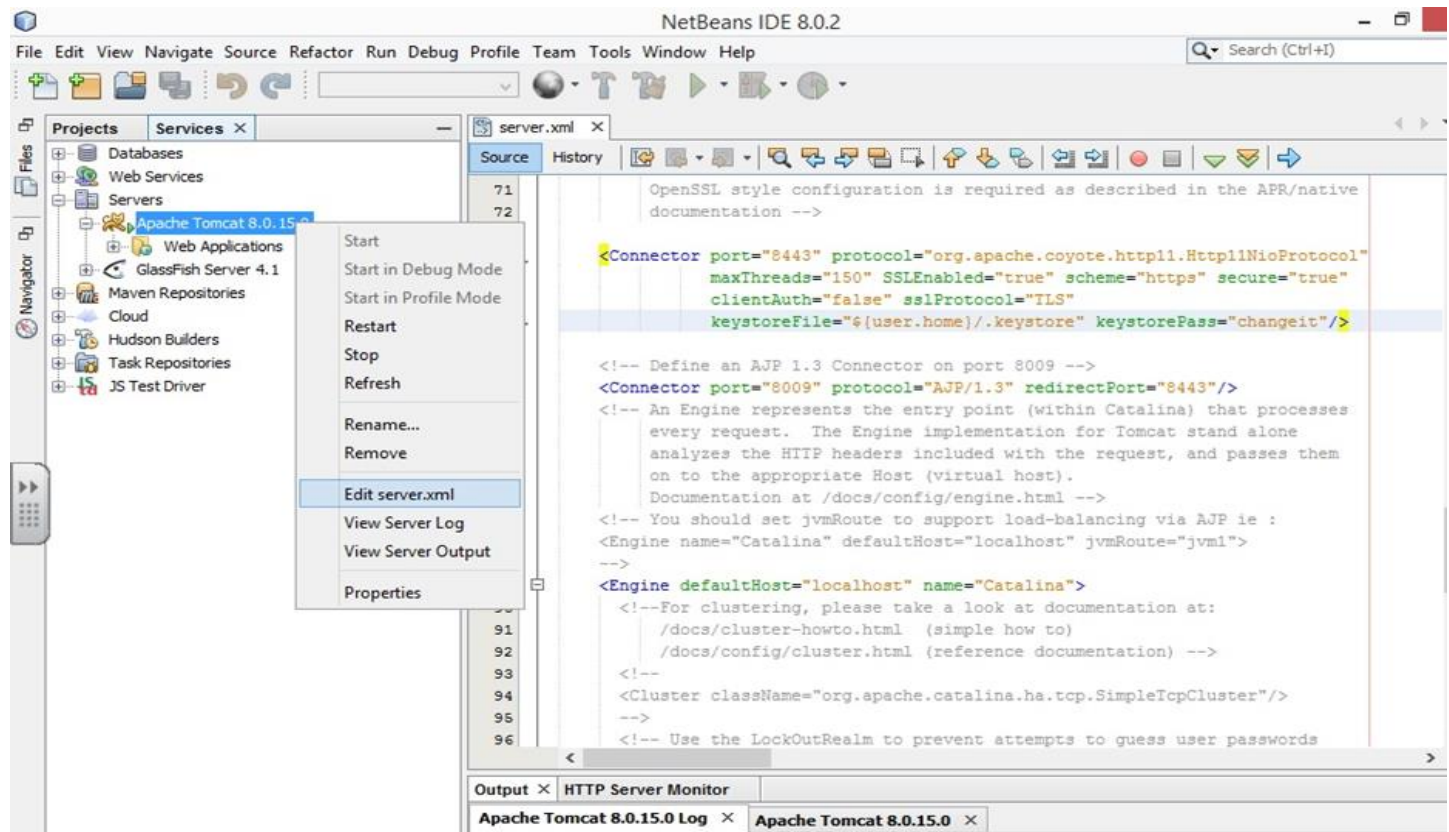 NetBeans IDE 8.0.2
File Edit View Navigate Source Refactor Run Debug Profile Team Tools Window Help
Search (Ctrl+I)
Files
Navigator
Projects
Services
Databases
Web Services
Servers
Apache Tomcat 8.0.15.0
Web Applications
GlassFish Server 4.1
Maven Repositories
Cloud
Hudson Builders
Task Repositories
JS Test Driver
Start
Start in Debug Mode
Start in Profile Mode
Restart
Stop
Refresh
Rename...
Remove
Edit server.xml
View Server Log
View Server Output
Properties
server.xml
Source History
71 OpenSSL style configuration is required as described in the APR/native
72 documentation -->
<Connector port="8443" protocol="org.apache.coyote.http11.Http11NioProtocol"
maxThreads="150" SSLEnabled="true" scheme="https" secure="true"
clientAuth="false" sslProtocol="TLS"
keystoreFile="${user.home}/.keystore" keystorePass="changeit"/>
<!-- Define an AJP 1.3 Connector on port 8009 -->
<Connector port="8009" protocol="AJP/1.3" redirectPort="8443"/>
<!-- An Engine represents the entry point (within Catalina) that processes
every request. The Engine implementation for Tomcat stand alone
analyzes the HTTP headers included with the request, and passes them
on to the appropriate Host (virtual host).
Documentation at /docs/config/engine.html -->
<!-- You should set jvmRoute to support load-balancing via AJP ie :
<Engine name="Catalina" defaultHost="localhost" jvmRoute="jvm1">
-->
<Engine defaultHost="localhost" name="Catalina">
<!--For clustering, please take a look at documentation at:
91 /docs/cluster-howto.html (simple how to)
92 /docs/config/cluster.html (reference documentation) -->
93 <!--
94 <Cluster className="org.apache.catalina.ha.tcp.SimpleTcpCluster"/>
95 -->
96 <!-- Use the LockOutRealm to prevent attempts to guess user passwords
Output HTTP Server Monitor
Apache Tomcat 8.0.15.0 Log Apache Tomcat 8.0.15.0